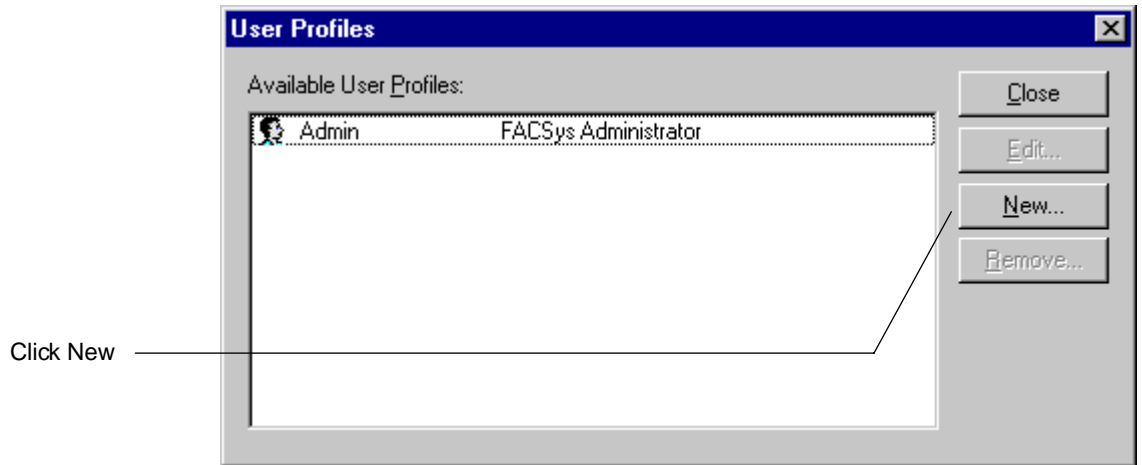 User Profiles
Available User Profiles:
Close
Admin FACSys Administrator
Edit...
New...
Remove...
Click New